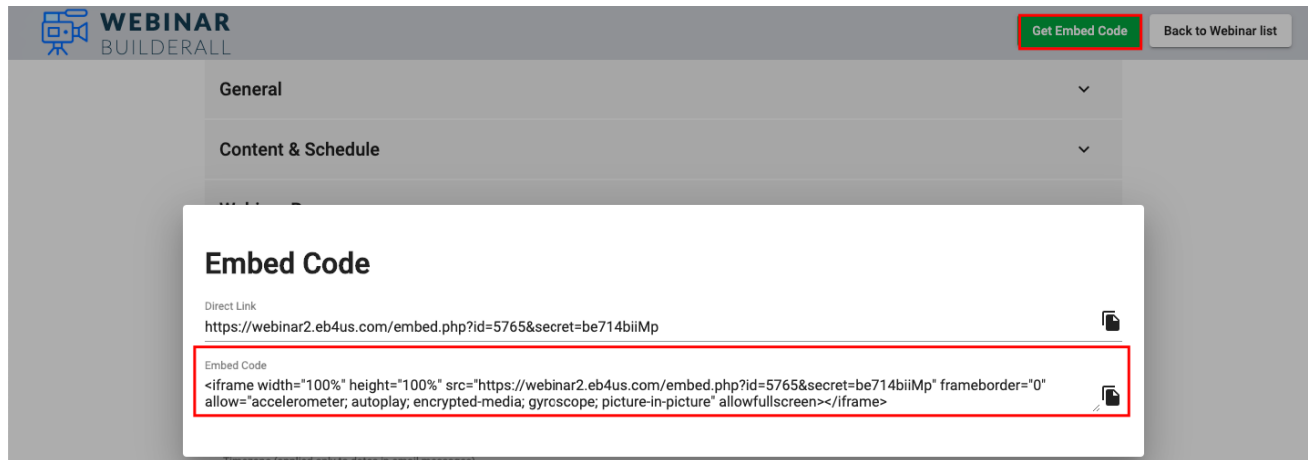 WEBINAR
BUILDERALL
Get Embed Code
Back to Webinar list
General
Content & Schedule
Embed Code
Direct Link
https://webinar2.eb4us.com/embed.php?id=5765&secret=be714biiMp
Embed Code
<iframe width="100%" height="100%" src="https://webinar2.eb4us.com/embed.php?id=5765&secret=be714biiMp" frameborder="0"
allow="accelerometer; autoplay; encrypted-media; gyroscope; picture-in-picture" allowfullscreen></iframe>